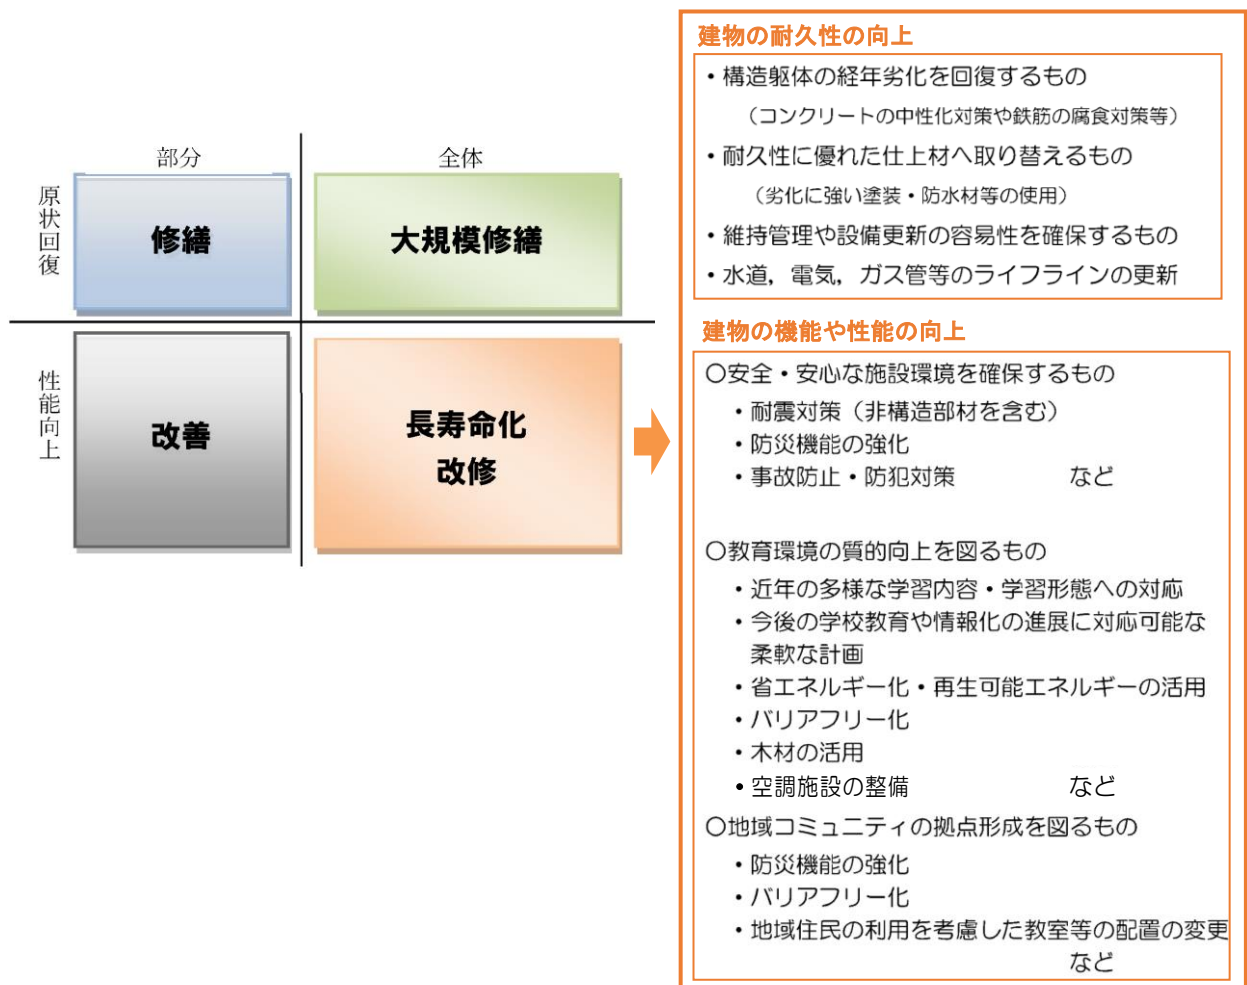 部分
全体
原状回復
修繕
大規模修繕
性能向上
改善
長寿命化
改修
建物の耐久性の向上
・構造躯体の経年劣化を回復するもの
（コンクリートの中性化対策や鉄筋の腐食対策等）
・耐久性に優れた仕上材へ取り替えるもの
（劣化に強い塗装・防水材等の使用）
・維持管理や設備更新の容易性を確保するもの
・水道，電気，ガス管等のライフラインの更新
建物の機能や性能の向上
〇安全・安心な施設環境を確保するもの
・耐震対策（非構造部材を含む）
・防災機能の強化
・事故防止・防犯対策 など
〇教育環境の質的向上を図るもの
・近年の多様な学習内容・学習形態への対応
・今後の学校教育や情報化の進展に対応可能な
柔軟な計画
・省エネルギー化・再生可能エネルギーの活用
・バリアフリー化
・木材の活用
・空調施設の整備 など
〇地域コミュニティの拠点形成を図るもの
・防災機能の強化
・バリアフリー化
・地域住民の利用を考慮した教室等の配置の変更
など